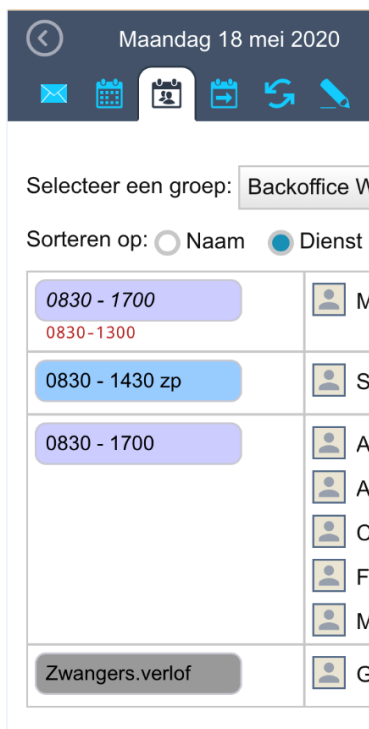 Maandag 18 mei 2020
Selecteer een groep: Backoffice W
Sorteren op: Naam Dienst
0830 - 1700 M
0830-1300
0830 - 1430 zp S
0830 - 1700 A
A
C
F
M
Zwangers.verlof G